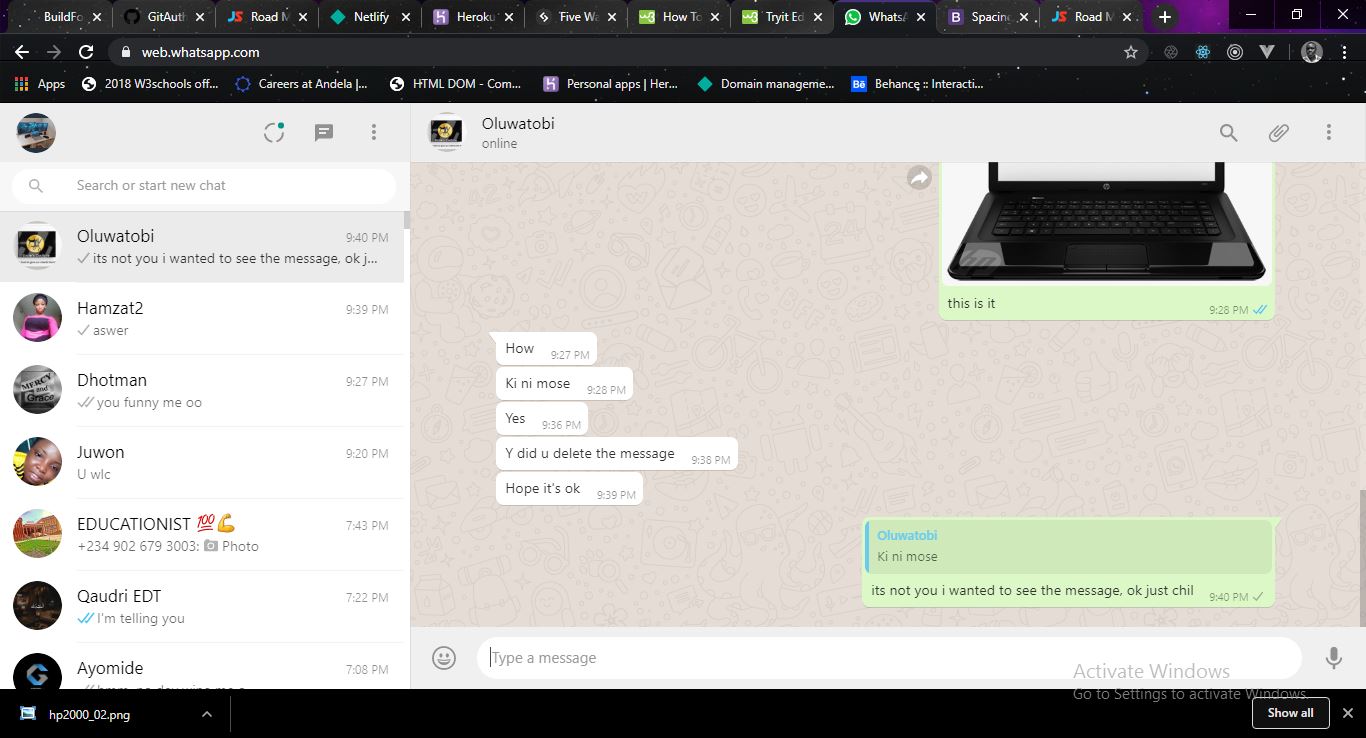 BuildFo
GitAuth
Road M
Netlify
Heroku
Five Wa
How To
Tryit Ed
WhatsA
Spacing
Road M
web.whatsapp.com
Apps
2018 W3schools off...
Careers at Andela |...
HTML DOM - Com...
Personal apps | Her...
Domain manageme...
Behance :: Interacti...
Oluwatobi
online
Search or start new chat
Oluwatobi 9:40 PM
its not you i wanted to see the message, ok j...
Hamzat2 9:39 PM
aswer
Dhotman 9:27 PM
you funny me oo
Juwon 9:20 PM
U wlc
EDUCATIONIST 💯💪 7:43 PM
+234 902 679 3003: Photo
Qaudri EDT 7:22 PM
I'm telling you
Ayomide 7:08 PM
MERCY
and
Grace
hp
this is it
9:28 PM
How 9:27 PM
Ki ni mose 9:28 PM
Yes 9:36 PM
Y did u delete the message 9:38 PM
Hope it's ok 9:39 PM
Oluwatobi
Ki ni mose
its not you i wanted to see the message, ok just chil 9:40 PM
Type a message
Activate Windows
Go to Settings to activate Windows.
hp2000_02.png
Show all